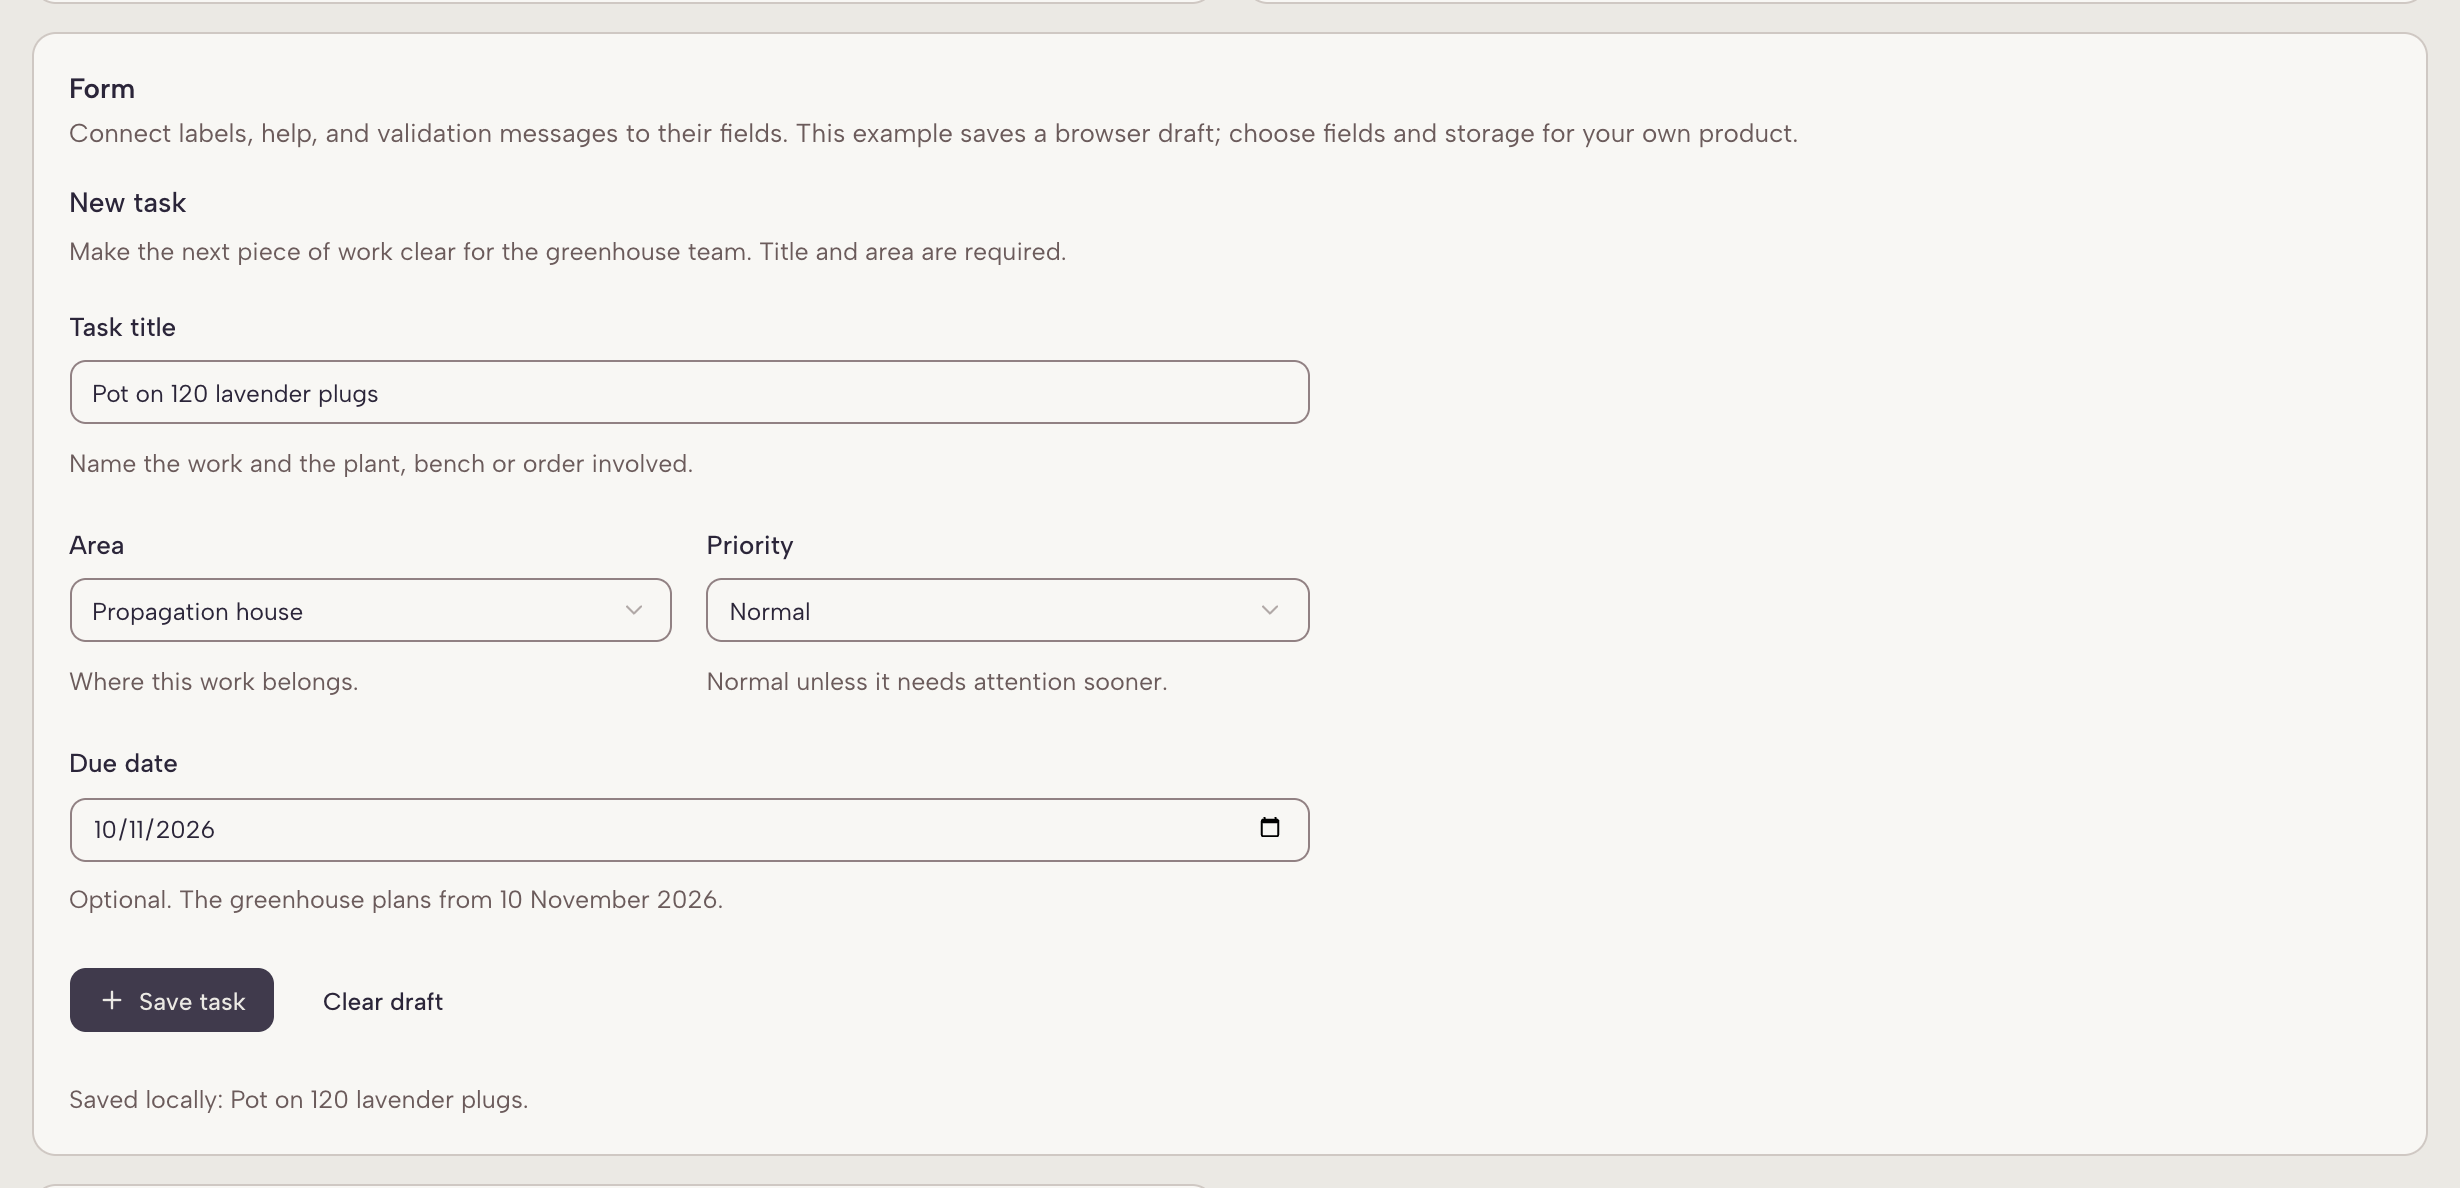 Form
Connect labels, help, and validation messages to their fields. This example saves a browser draft; choose fields and storage for your own product.
New task
Make the next piece of work clear for the greenhouse team. Title and area are required.
Task title
Pot on 120 lavender plugs
Name the work and the plant, bench or order involved.
Area
Propagation house
Where this work belongs.
Priority
Normal
Normal unless it needs attention sooner.
Due date
10/11/2026
Optional. The greenhouse plans from 10 November 2026.
Save task
Clear draft
Saved locally: Pot on 120 lavender plugs.